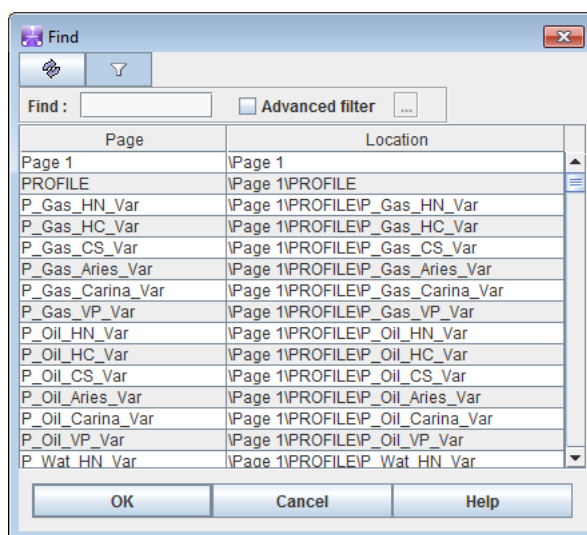 Find
Find :
Advanced filter
...
Page Location
Page 1 \Page 1
PROFILE \Page 1\PROFILE
P_Gas_HN_Var \Page 1\PROFILE\P_Gas_HN_Var
P_Gas_HC_Var \Page 1\PROFILE\P_Gas_HC_Var
P_Gas_CS_Var \Page 1\PROFILE\P_Gas_CS_Var
P_Gas_Aries_Var \Page 1\PROFILE\P_Gas_Aries_Var
P_Gas_Carina_Var \Page 1\PROFILE\P_Gas_Carina_Var
P_Gas_VP_Var \Page 1\PROFILE\P_Gas_VP_Var
P_Oil_HN_Var \Page 1\PROFILE\P_Oil_HN_Var
P_Oil_HC_Var \Page 1\PROFILE\P_Oil_HC_Var
P_Oil_CS_Var \Page 1\PROFILE\P_Oil_CS_Var
P_Oil_Aries_Var \Page 1\PROFILE\P_Oil_Aries_Var
P_Oil_Carina_Var \Page 1\PROFILE\P_Oil_Carina_Var
P_Oil_VP_Var \Page 1\PROFILE\P_Oil_VP_Var
P_Wat_HN_Var \Page 1\PROFILE\P_Wat_HN_Var
OK Cancel Help